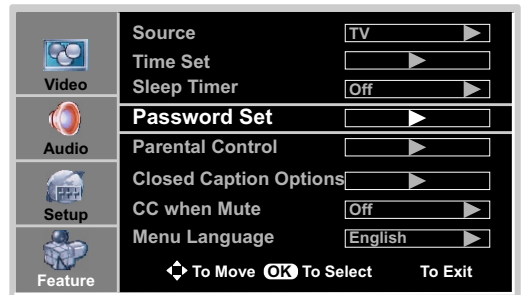 Video
Audio
Setup
Feature
Source TV
Time Set
Sleep Timer Off
Password Set
Parental Control
Closed Caption Options
CC when Mute Off
Menu Language English
To Move OK To Select To Exit